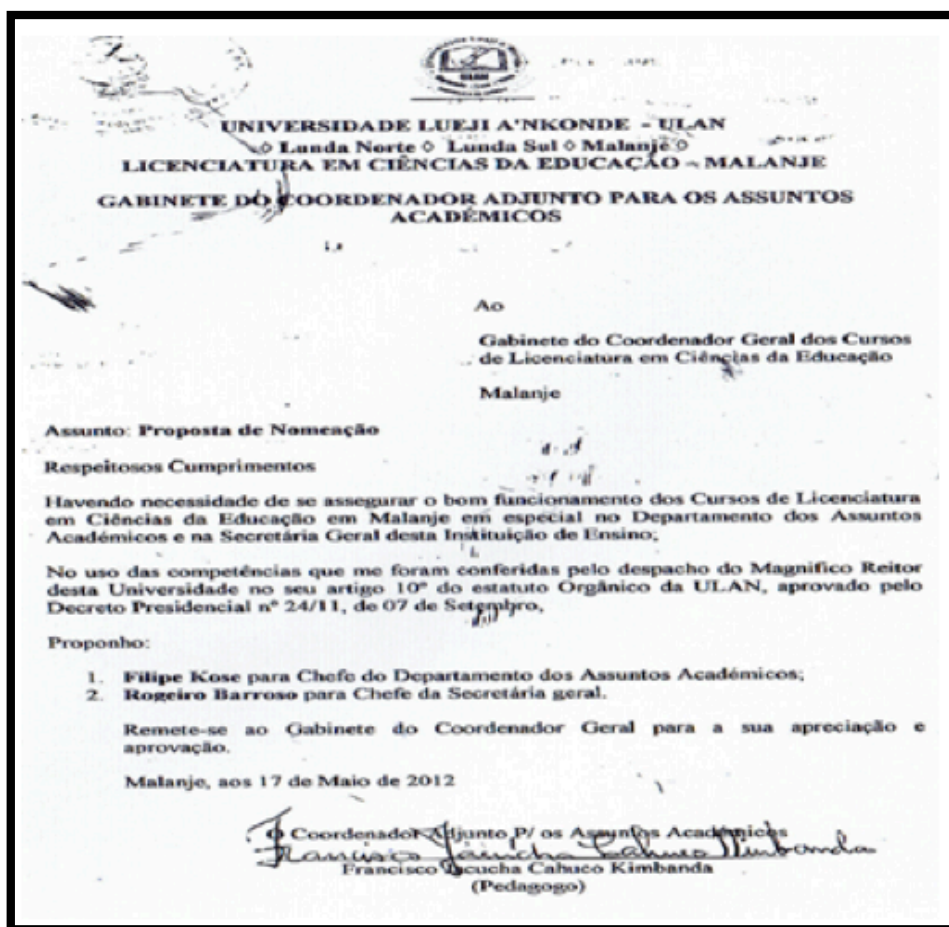 UNIVERSIDADE LUEJI A'NKONDE - ULAN
◊ Lunda Norte ◊ Lunda Sul ◊ Malanje ◊
LICENCIATURA EM CIÊNCIAS DA EDUCAÇÃO - MALANJE
GABINETE DO COORDENADOR ADJUNTO PARA OS ASSUNTOS
ACADÊMICOS
Ao
Gabinete do Coordenador Geral dos Cursos
de Licenciatura em Ciências da Educação
Malanje
Assunto: Proposta de Nomeação
Respeitosos Cumprimentos
Havendo necessidade de se assegurar o bom funcionamento dos Cursos de Licenciatura
em Ciências da Educação em Malanje em especial no Departamento dos Assuntos
Académicos e na Secretária Geral desta Instituição de Ensino;
No uso das competências que me foram conferidas pelo despacho do Magnifico Reitor
desta Universidade no seu artigo 10º do estatuto Orgânico da ULAN, aprovado pelo
Decreto Presidencial nº 24/11, de 07 de Setembro,
Proponho:
1. Filipe Kose para Chefe do Departamento dos Assuntos Académicos;
2. Rogeiro Barroso para Chefe da Secretária geral.
Remete-se ao Gabinete do Coordenador Geral para a sua apreciação e
aprovação.
Malanje, aos 17 de Maio de 2012
O Coordenador Adjunto P/ os Assuntos Académicos
Francisco Cahuco Kimbanda
Francisco Cahuco Kimbanda
(Pedagogo)